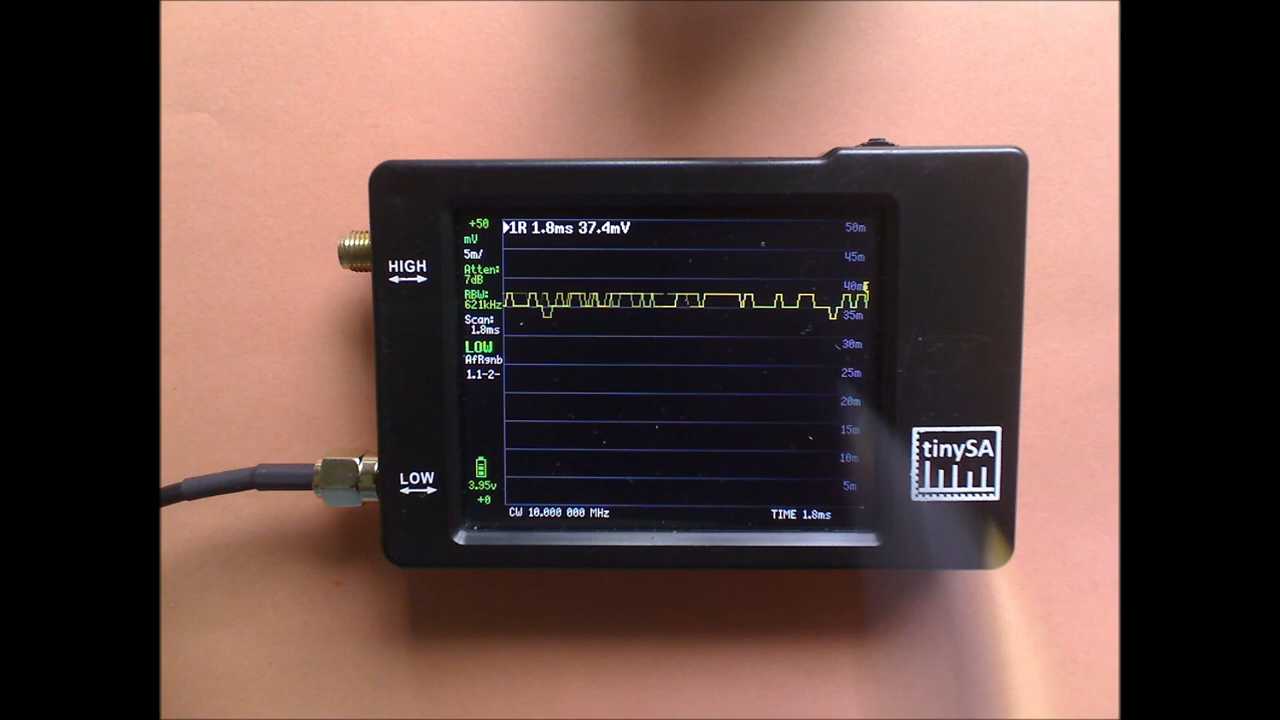 +50
mV
5m/
Atten:
7dB
RBW:
621kHz
Scan:
1.8ms
LOW
AfRgnb
1.1-2-
3.95v
+0
▶1R 1.8ms 37.4mV
50m
45m
40m
35m
30m
25m
20m
15m
10m
5m
CW 10.000 000 MHz
TIME 1.8ms
HIGH
LOW
tinySA